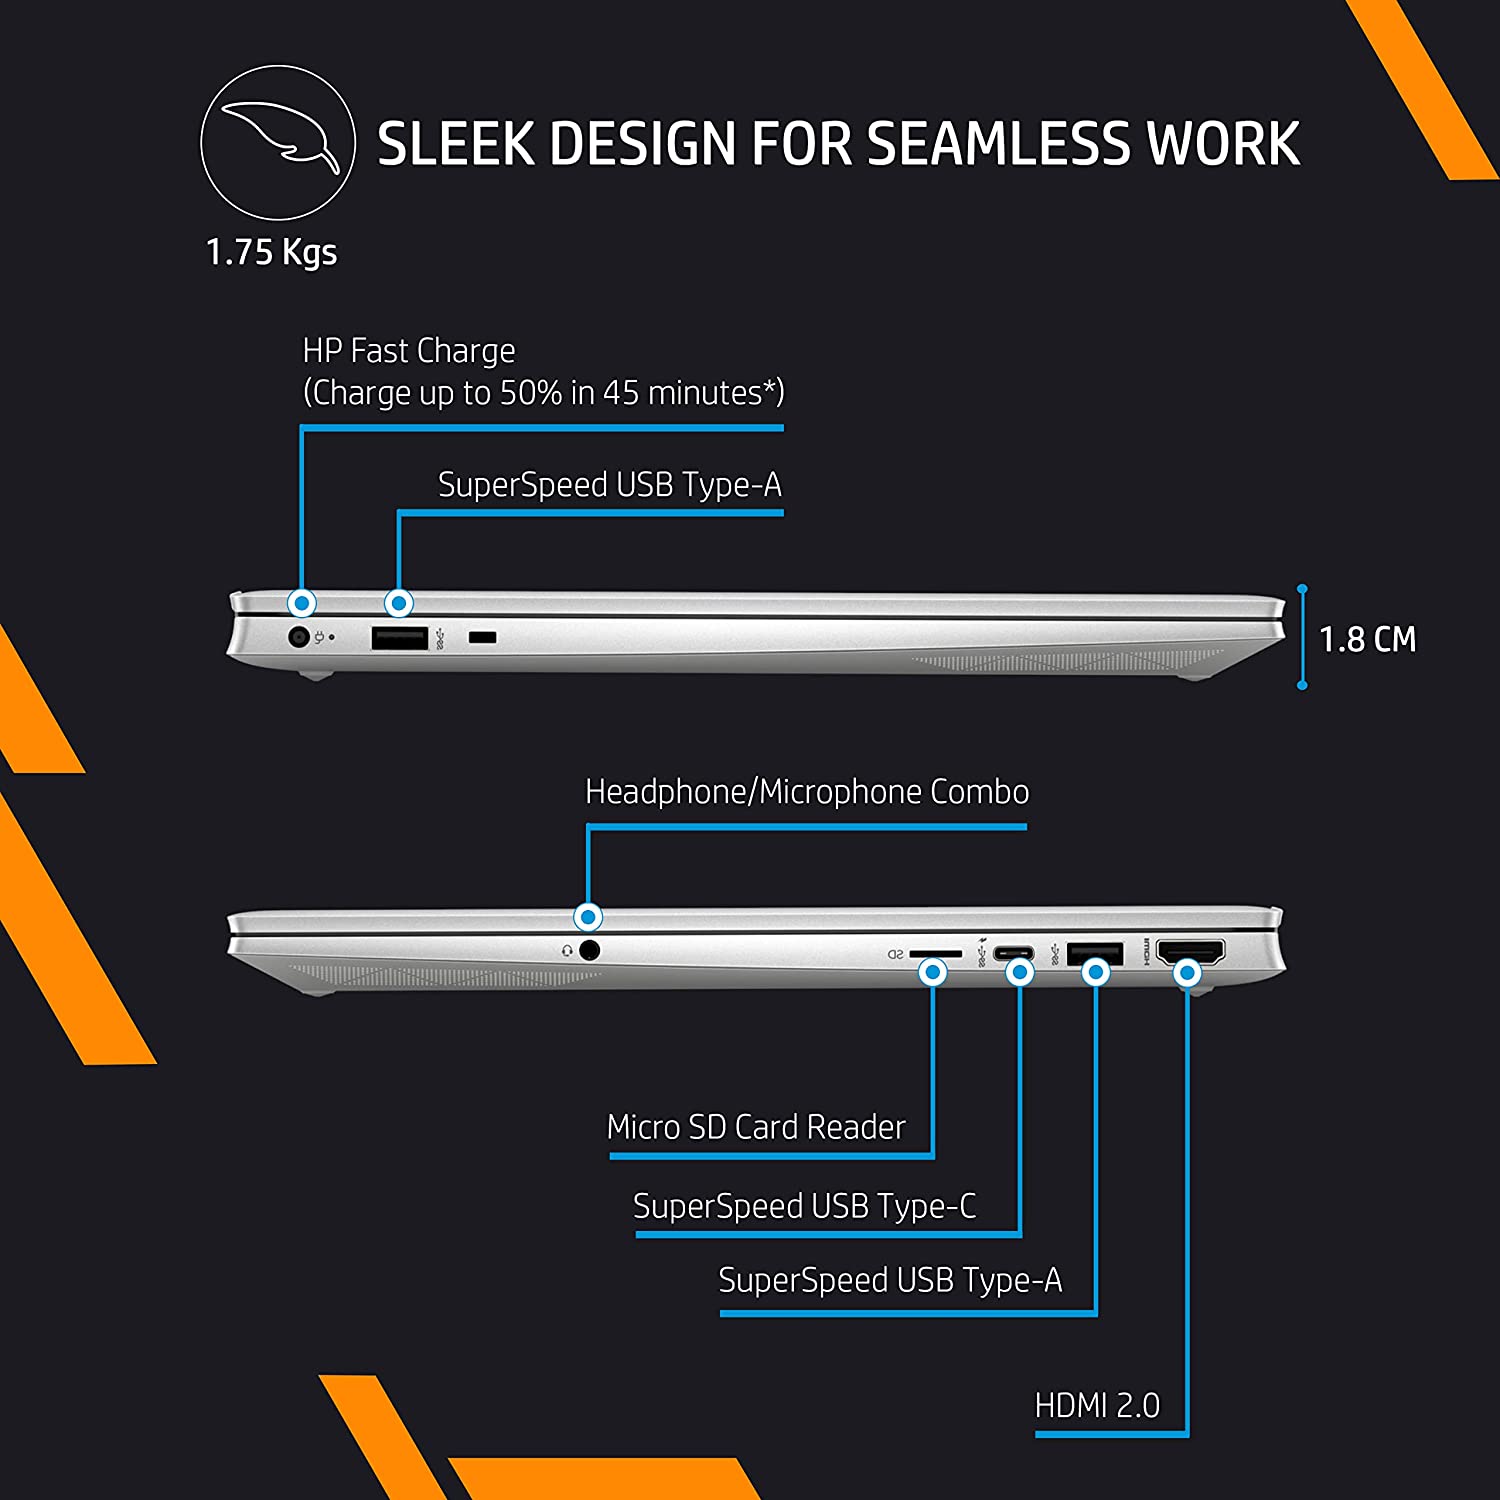 SLEEK DESIGN FOR SEAMLESS WORK
1.75 Kgs
HP Fast Charge
(Charge up to 50% in 45 minutes*)
SuperSpeed USB Type-A
1.8 CM
Headphone/Microphone Combo
SD
HDMI
Micro SD Card Reader
SuperSpeed USB Type-C
SuperSpeed USB Type-A
HDMI 2.0